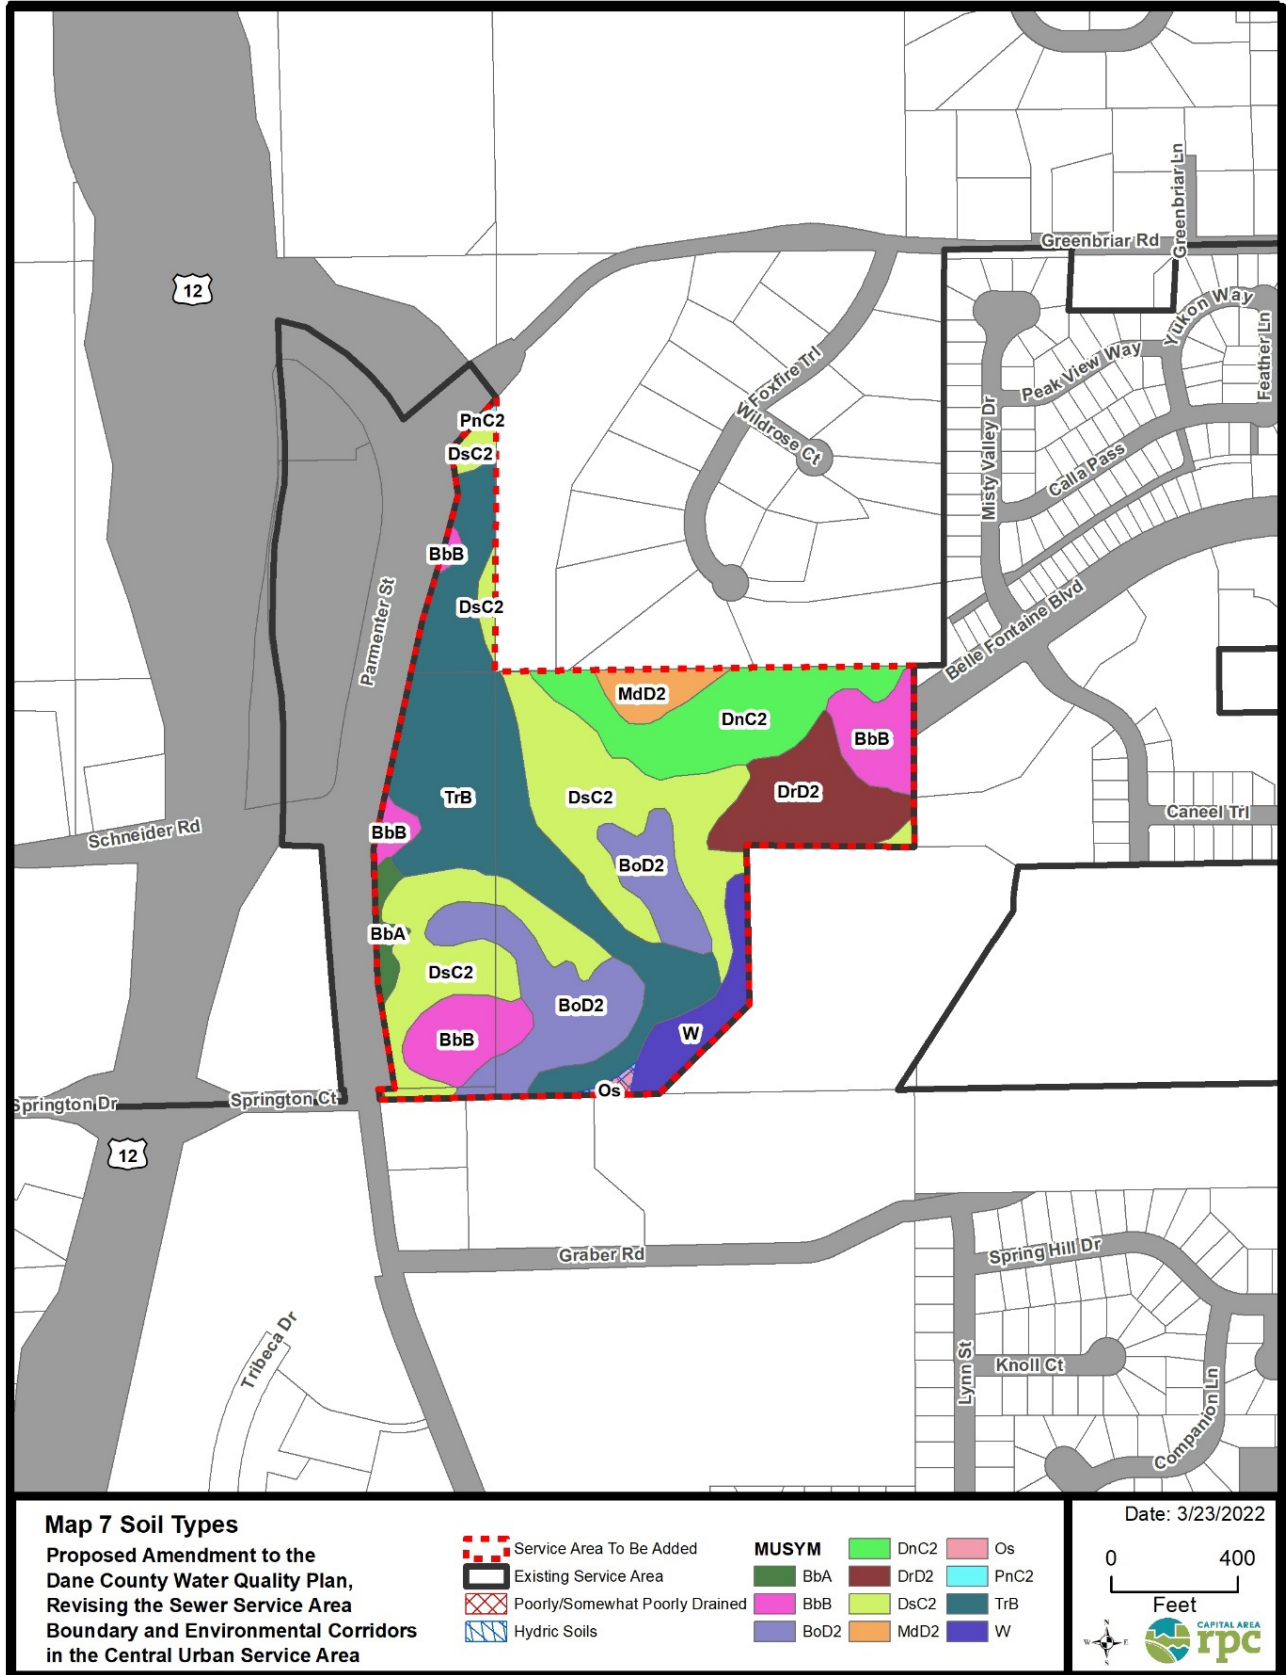 Greenbriar Ln
Greenbriar Rd
12
Yukon Way
Feather Ln
Peak View Way
Foxfire Trl
Wildrose Ct
Misty Valley Dr
Calla Pass
PnC2
DsC2
BbB
DsC2
Parmenter St
Belle Fontaine Blvd
MdD2
DnC2
BbB
TrB
DsC2
DrD2
Caneel Trl
Schneider Rd
BbB
BoD2
BbA
DsC2
BoD2
BbB
W
Os
Springton Dr
Springton Ct
12
Graber Rd
Spring Hill Dr
Tribeca Dr
Lynn St
Knoll Ct
Companion Ln
Map 7 Soil Types
Proposed Amendment to the
Dane County Water Quality Plan,
Revising the Sewer Service Area
Boundary and Environmental Corridors
in the Central Urban Service Area
Service Area To Be Added
Existing Service Area
Poorly/Somewhat Poorly Drained
Hydric Soils
MUSYM
BbA
BbB
BoD2
DnC2
DrD2
DsC2
MdD2
Os
PnC2
TrB
W
Date: 3/23/2022
0 400
Feet
N
W E
S
CAPITAL AREA
rpc